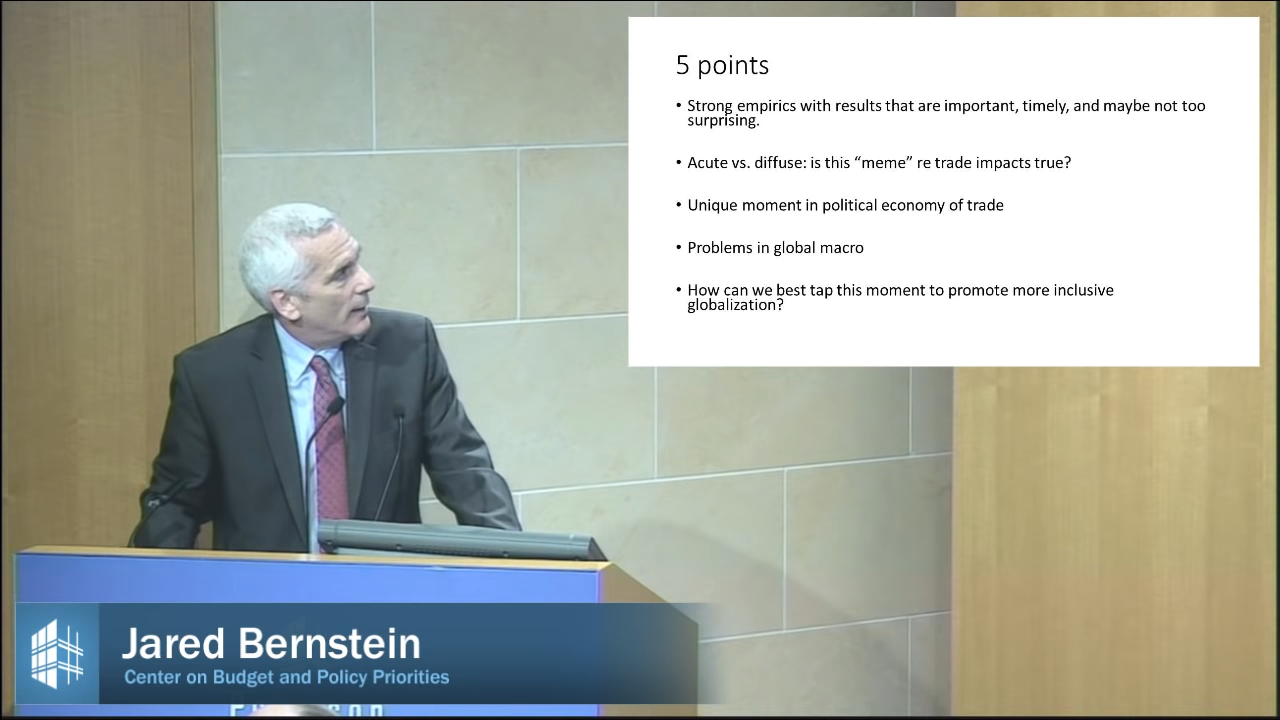 5 points
• Strong empirics with results that are important, timely, and maybe not too
surprising.
• Acute vs. diffuse: is this “meme” re trade impacts true?
• Unique moment in political economy of trade
• Problems in global macro
• How can we best tap this moment to promote more inclusive
globalization?
Jared Bernstein
Center on Budget and Policy Priorities